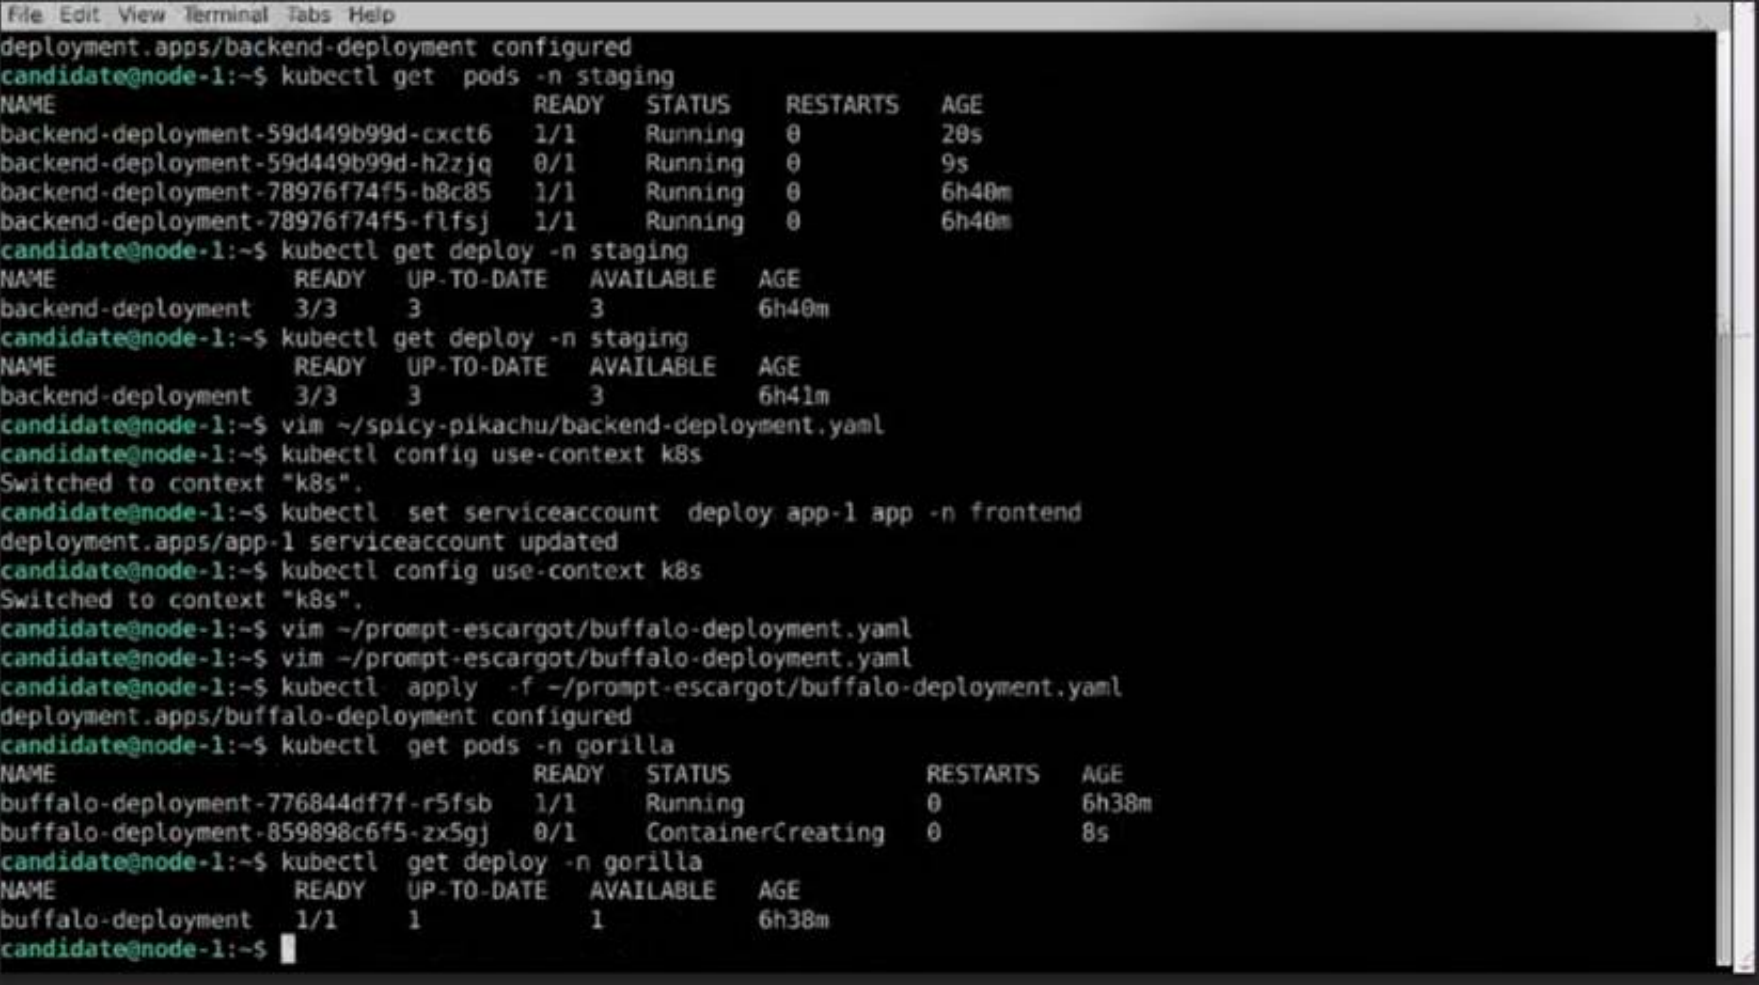 File Edit View Terminal Tabs Help
deployment.apps/backend-deployment configured
candidate@node-1:~$ kubectl get  pods -n staging
NAME                                  READY   STATUS    RESTARTS   AGE
backend-deployment-59d449b99d-cxct6   1/1     Running   0          20s
backend-deployment-59d449b99d-h2zjq   0/1     Running   0          9s
backend-deployment-78976f74f5-b8c85   1/1     Running   0          6h40m
backend-deployment-78976f74f5-flfsj   1/1     Running   0          6h40m
candidate@node-1:~$ kubectl get deploy -n staging
NAME                 READY   UP-TO-DATE   AVAILABLE   AGE
backend-deployment   3/3     3            3           6h40m
candidate@node-1:~$ kubectl get deploy -n staging
NAME                 READY   UP-TO-DATE   AVAILABLE   AGE
backend-deployment   3/3     3            3           6h41m
candidate@node-1:~$ vim ~/spicy-pikachu/backend-deployment.yaml
candidate@node-1:~$ kubectl config use-context k8s
Switched to context "k8s".
candidate@node-1:~$ kubectl  set serviceaccount  deploy app-1 app -n frontend
deployment.apps/app-1 serviceaccount updated
candidate@node-1:~$ kubectl config use-context k8s
Switched to context "k8s".
candidate@node-1:~$ vim ~/prompt-escargot/buffalo-deployment.yaml
candidate@node-1:~$ vim ~/prompt-escargot/buffalo-deployment.yaml
candidate@node-1:~$ kubectl  apply  -f ~/prompt-escargot/buffalo-deployment.yaml
deployment.apps/buffalo-deployment configured
candidate@node-1:~$ kubectl  get pods -n gorilla
NAME                                  READY   STATUS              RESTARTS   AGE
buffalo-deployment-776844df7f-r5fsb   1/1     Running             0          6h38m
buffalo-deployment-859898c6f5-zx5gj   0/1     ContainerCreating   0          8s
candidate@node-1:~$ kubectl  get deploy -n gorilla
NAME                 READY   UP-TO-DATE   AVAILABLE   AGE
buffalo-deployment   1/1     1            1           6h38m
candidate@node-1:~$